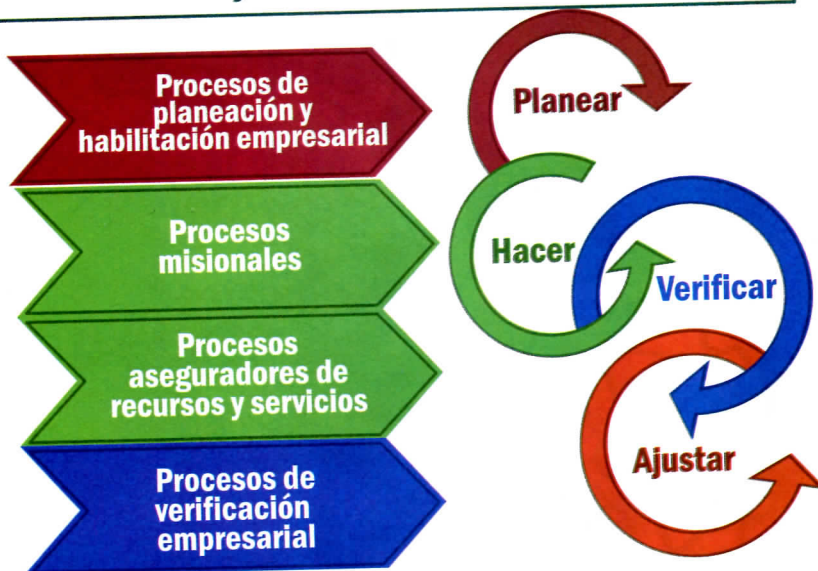 Procesos de
planeación y
habilitación empresarial
Planear
Procesos
misionales
Hacer
Verificar
Procesos
aseguradores de
recursos y servicios
Ajustar
Procesos de
verificación
empresarial